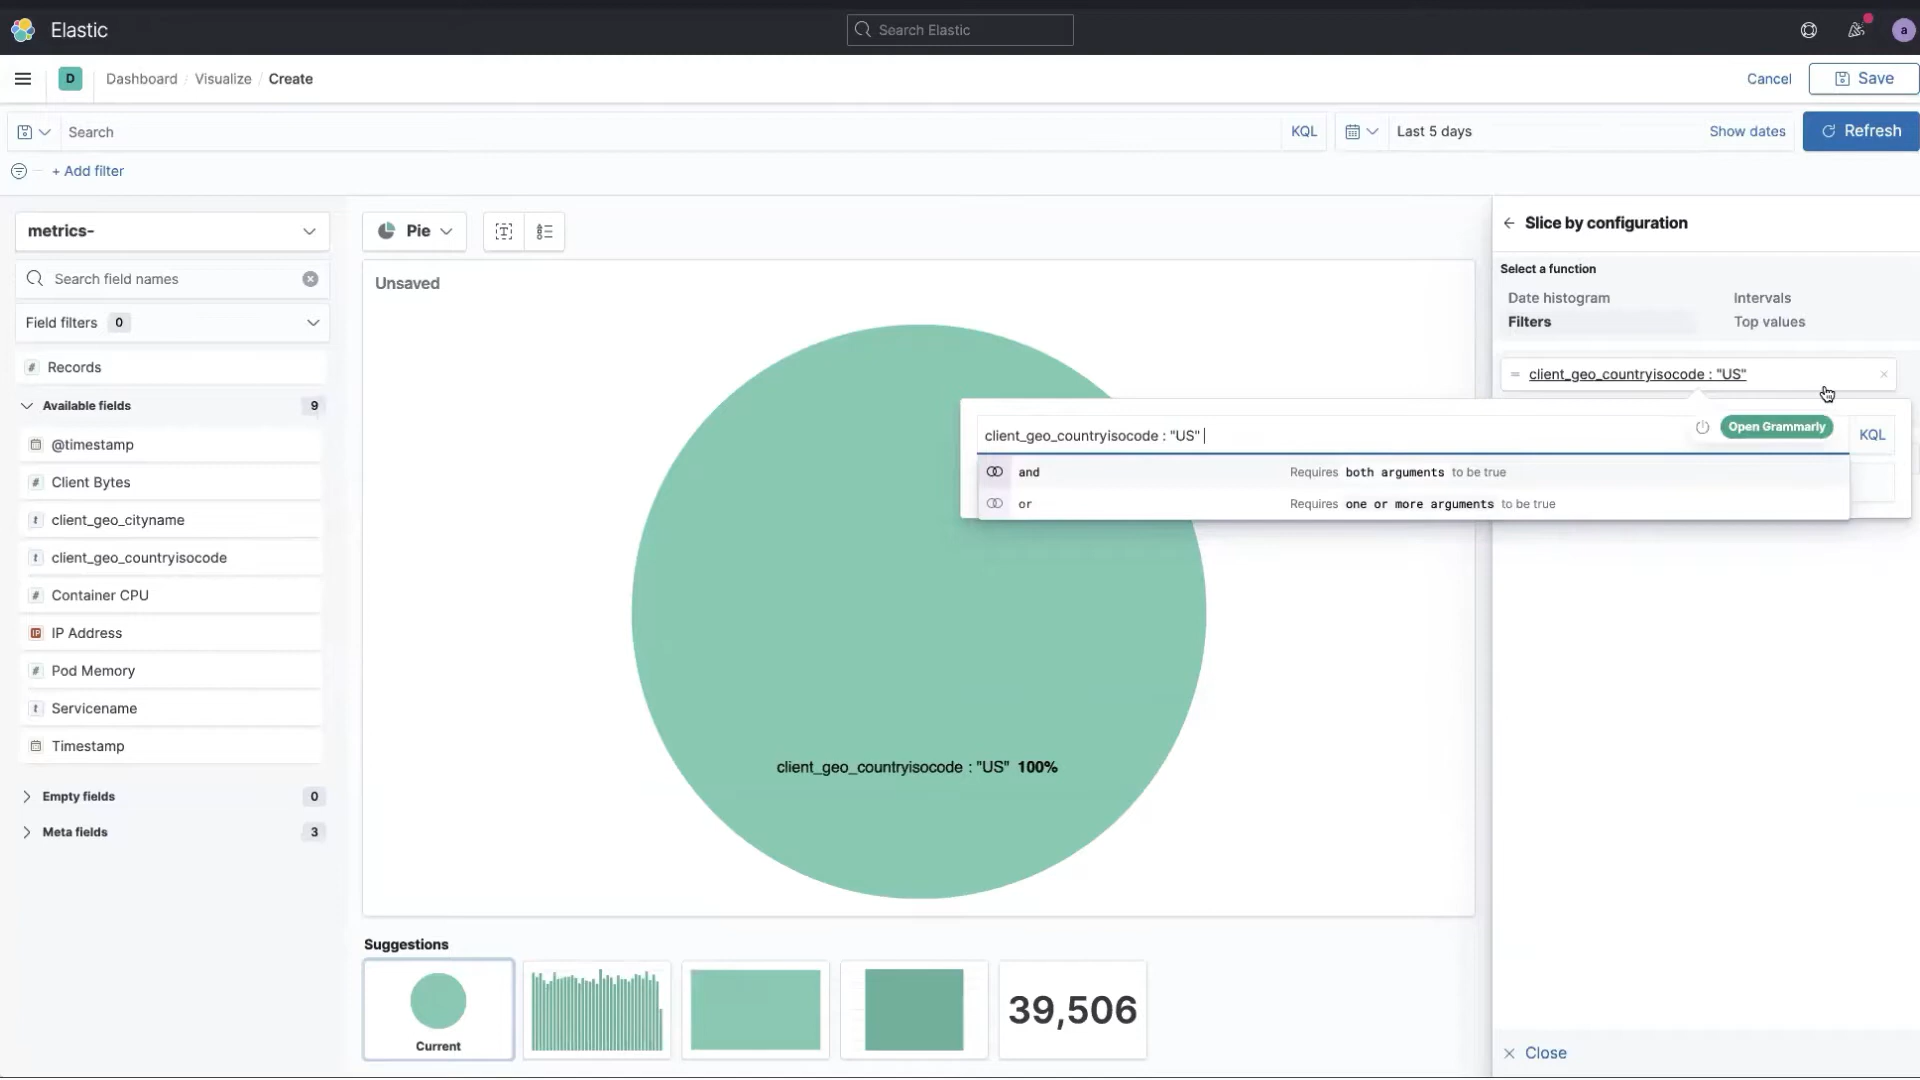 Elastic
Search Elastic
a
D
Dashboard / Visualize / Create
Cancel
Save
Search
KQL
Last 5 days
Show dates
Refresh
+ Add filter
metrics-
Search field names
Field filters 0
# Records
Available fields 9
@timestamp
# Client Bytes
t client_geo_cityname
t client_geo_countryisocode
# Container CPU
IP IP Address
# Pod Memory
t Servicename
Timestamp
Empty fields 0
Meta fields 3
Pie
T
Unsaved
client_geo_countryisocode : "US" 100%
Suggestions
Current
39,506
Slice by configuration
Select a function
Date histogram
Intervals
Filters
Top values
= client_geo_countryisocode : "US" ×
client_geo_countryisocode : "US"
Open Grammarly
KQL
and Requires both arguments to be true
or Requires one or more arguments to be true
Close